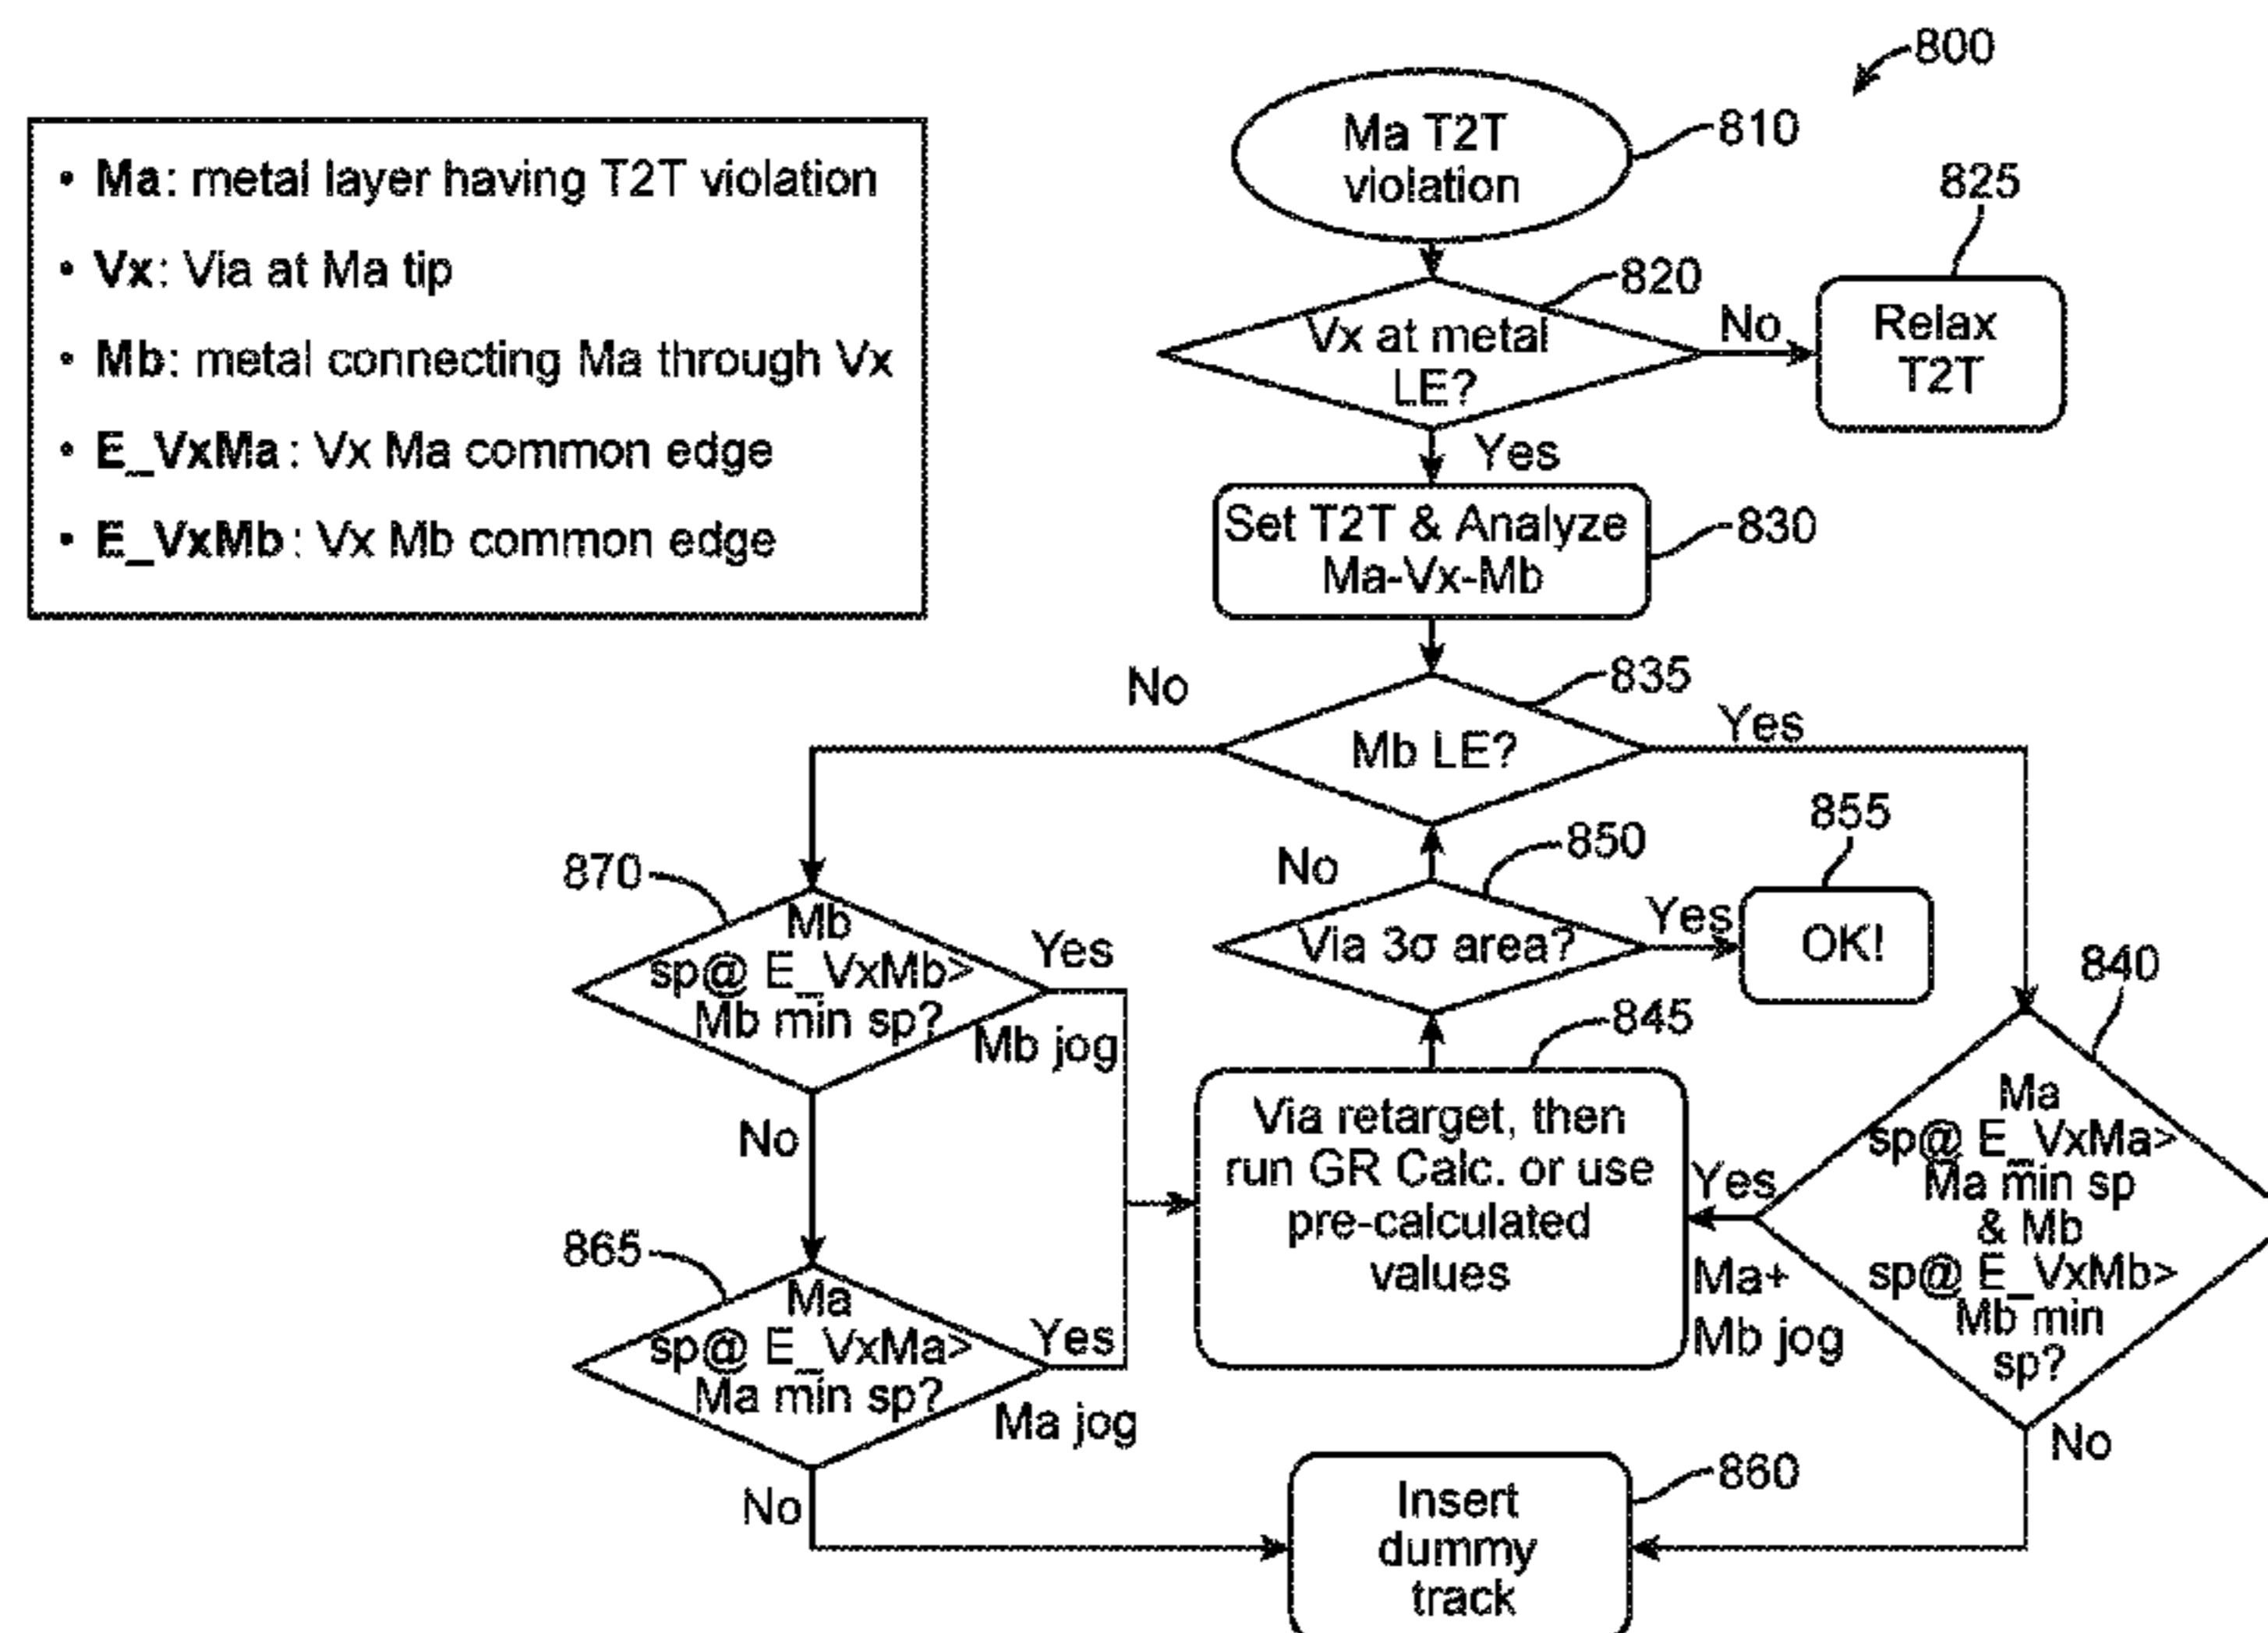 800
• Ma: metal layer having T2T violation
• Vx: Via at Ma tip
• Mb: metal connecting Ma through Vx
• E_VxMa: Vx Ma common edge
• E_VxMb: Vx Mb common edge
Ma T2T
violation
810
825
Vx at metal
LE?
820
No
Relax
T2T
Yes
Set T2T & Analyze
Ma-Vx-Mb
830
No
Mb LE?
835
Yes
870
Mb
sp@ E_VxMb>
Mb min sp?
Yes
Mb jog
No
Via 3σ area?
850
Yes
855
OK!
840
Ma
sp@ E_VxMa>
Ma min sp
& Mb
sp@ E_VxMb>
Mb min
sp?
Yes
Ma+
Mb jog
No
845
Via retarget, then
run GR Calc. or use
pre-calculated
values
No
865
Ma
sp@ E_VxMa>
Ma min sp?
Yes
Ma jog
No
Insert
dummy
track
860